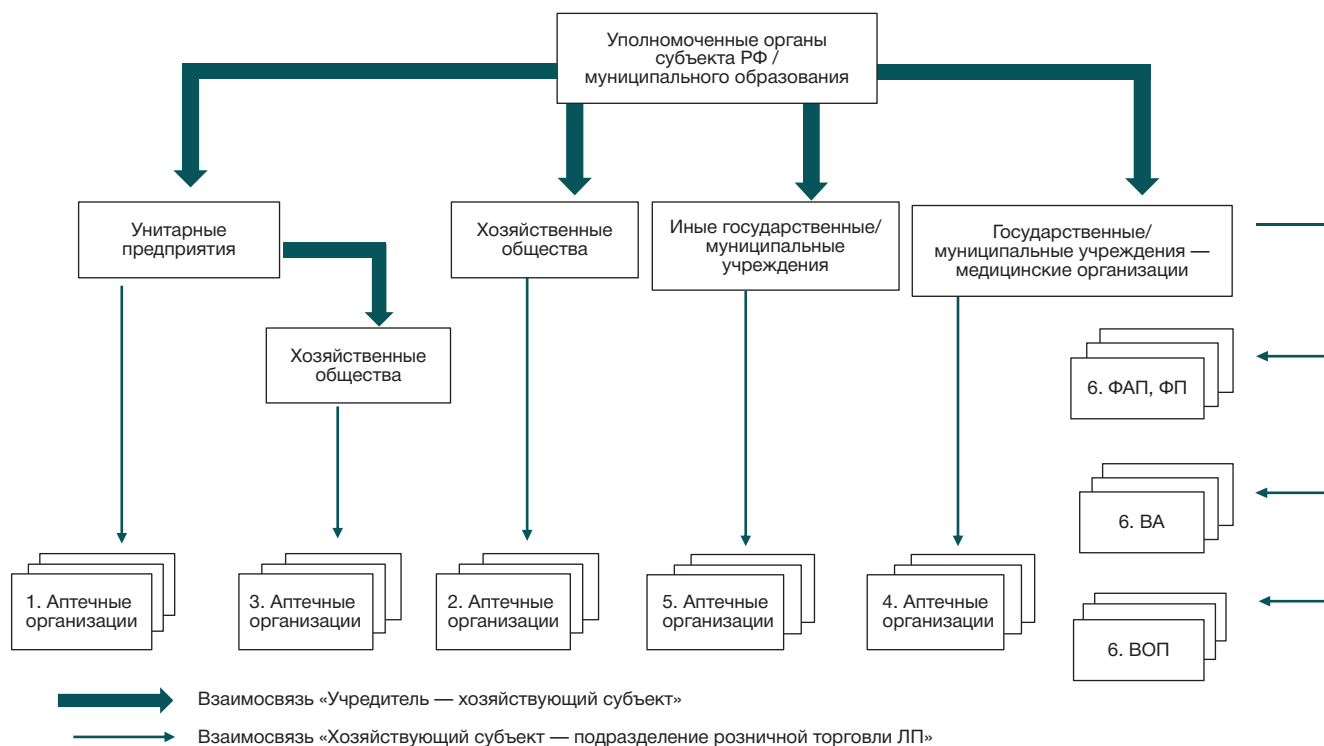 Уполномоченные органы
субъекта РФ /
муниципального образования
Унитарные
предприятия
Хозяйственные
общества
Иные государственные/
муниципальные
учреждения
Государственные/
муниципальные учреждения —
медицинские организации
Хозяйственные
общества
6. ФАП, ФП
6. ВА
6. ВОП
1. Аптечные
организации
3. Аптечные
организации
2. Аптечные
организации
5. Аптечные
организации
4. Аптечные
организации
Взаимосвязь «Учредитель — хозяйствующий субъект»
Взаимосвязь «Хозяйствующий субъект — подразделение розничной торговли ЛП»